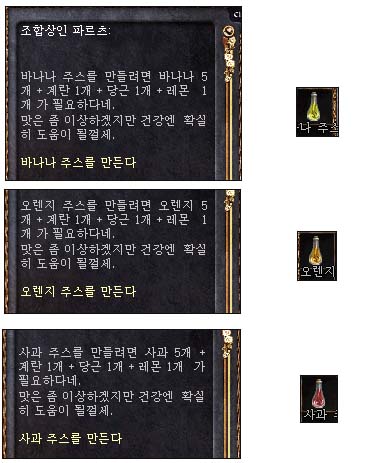 조합상인 파르츠:
바나나 주스를 만들려면 바나나 5
개 + 계란 1개 + 당근 1개 + 레몬 1
개 가 필요하다네.
맛은 좀 이상하겠지만 건강엔 확실
히 도움이 될껄세.
바나나 주스를 만든다
나나 주스
오렌지 주스를 만들려면 오렌지 5
개 + 계란 1개 + 당근 1개 + 레몬 1
개 가 필요하다네.
맛은 좀 이상하겠지만 건강엔 확실
히 도움이 될껄세.
오렌지 주스를 만든다
오렌지
사과 주스를 만들려면 사과 5개 +
계란 1개 + 당근 1개 + 레몬 1개 가
필요하다네.
맛은 좀 이상하겠지만 건강엔 확실
히 도움이 될껄세.
사과 주스를 만든다
사과